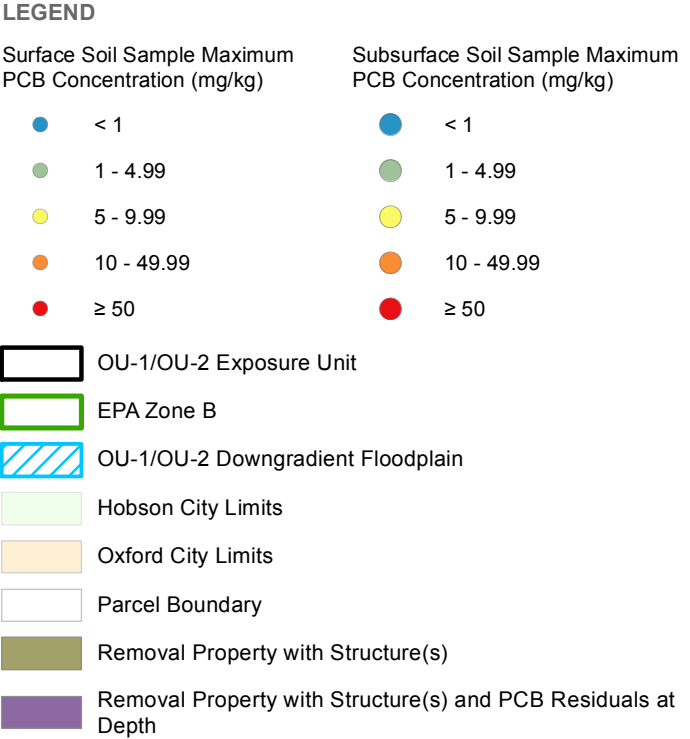 LEGEND
Surface Soil Sample Maximum
PCB Concentration (mg/kg)
< 1
1 - 4.99
5 - 9.99
10 - 49.99
≥ 50
Subsurface Soil Sample Maximum
PCB Concentration (mg/kg)
< 1
1 - 4.99
5 - 9.99
10 - 49.99
≥ 50
OU-1/OU-2 Exposure Unit
EPA Zone B
OU-1/OU-2 Downgradient Floodplain
Hobson City Limits
Oxford City Limits
Parcel Boundary
Removal Property with Structure(s)
Removal Property with Structure(s) and PCB Residuals at
Depth